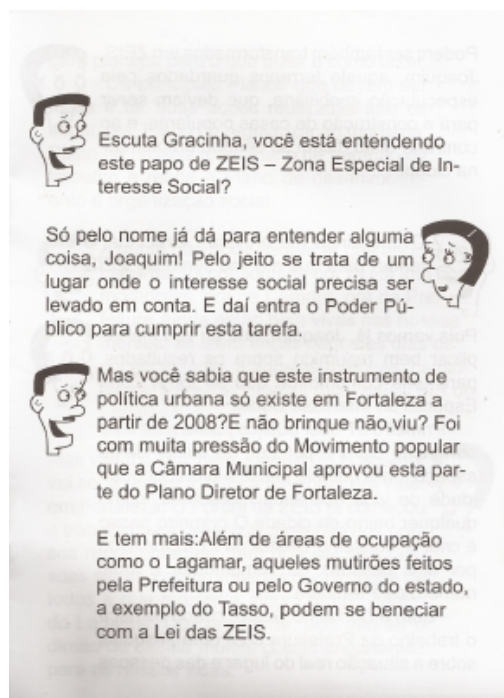 Escuta Gracinha, você está entendendo
este papo de ZEIS – Zona Especial de In-
teresse Social?
Só pelo nome já dá para entender alguma
coisa, Joaquim! Pelo jeito se trata de um
lugar onde o interesse social precisa ser
levado em conta. E daí entra o Poder Pú-
blico para cumprir esta tarefa.
Mas você sabia que este instrumento de
política urbana só existe em Fortaleza a
partir de 2008?E não brinque não,viu? Foi
com muita pressão do Movimento popular
que a Câmara Municipal aprovou esta par-
te do Plano Diretor de Fortaleza.
E tem mais:Além de áreas de ocupação
como o Lagamar, aqueles mutirões feitos
pela Prefeitura ou pelo Governo do estado,
a exemplo do Tasso, podem se beneciar
com a Lei das ZEIS.